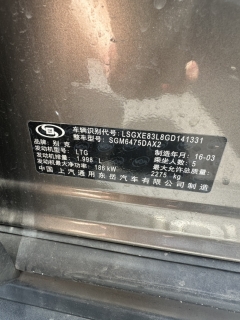 车辆识别代号: LSGXE83L8GD141331
整车型号: SGM6475DAX2
品牌 别克
发动机型号 LTG 制造年月: 16-03
发动机排量 1.998 L 乘坐人数 5
发动机最大净功率 186 kW 最大允许总质量
2275 kg
中国 上汽通用东岳汽车有限公司制造